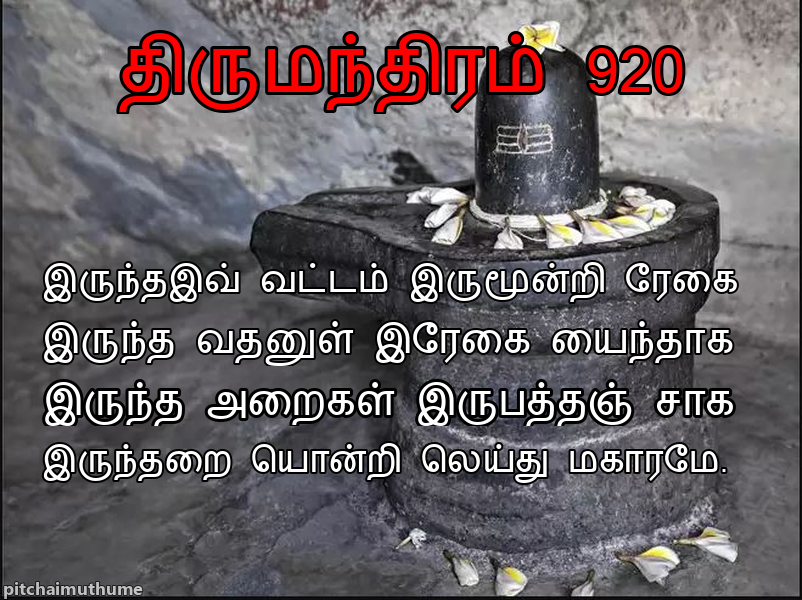 திருமந்திரம் 920
இருந்தஇவ் வட்டம் இருமூன்றி ரேகை
இருந்த வதனுள் இரேகை யைந்தாக
இருந்த அறைகள் இருபத்தஞ் சாக
இருந்தறை யொன்றி லெய்து மகாரமே.
pitchaimuthume